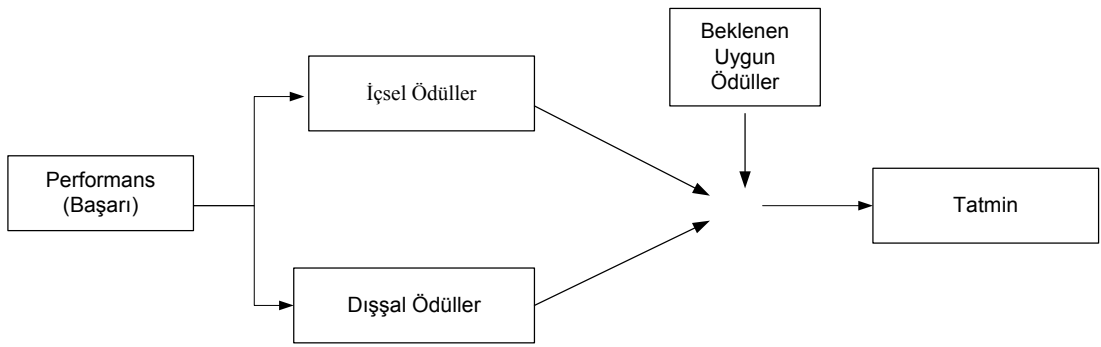 Beklenen
Uygun
Ödüller
İçsel Ödüller
Performans
(Başarı)
Tatmin
Dışşal Ödüller